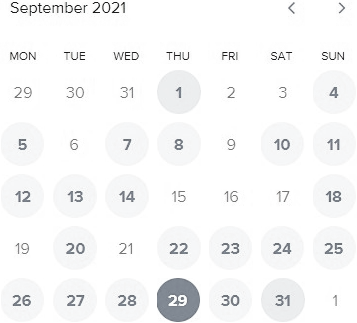 September 2021
MON TUE WED THU FRI SAT SUN
29 30 31 1 2 3 4
5 6 7 8 9 10 11
12 13 14 15 16 17 18
19 20 21 22 23 24 25
26 27 28 29 30 31 1